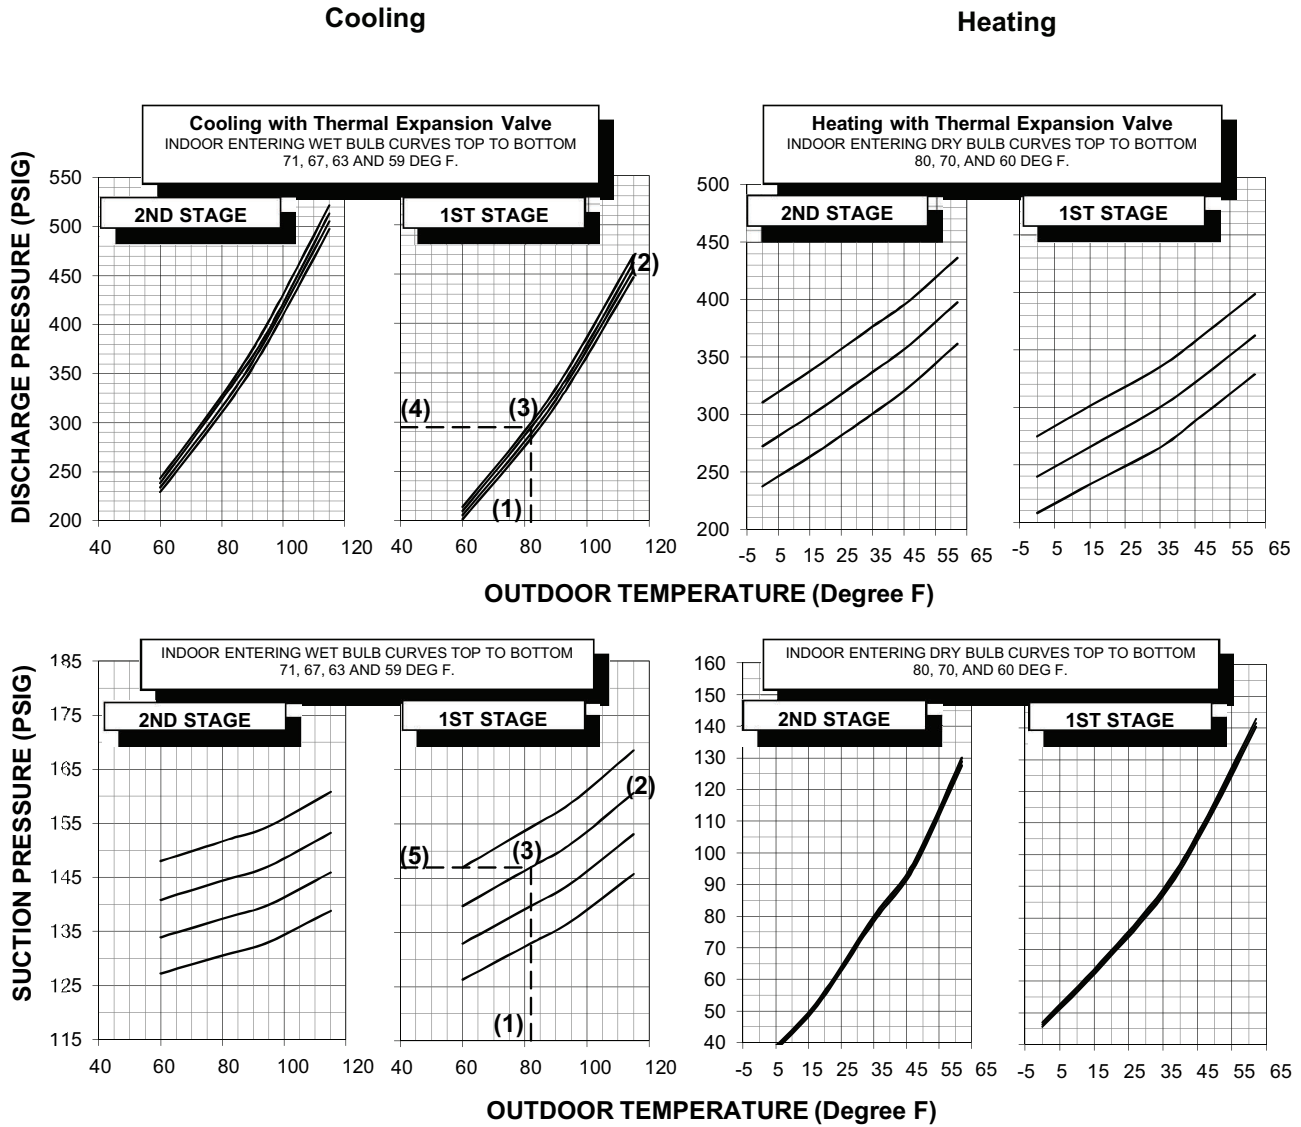 Cooling
Heating
Cooling with Thermal Expansion Valve
INDOOR ENTERING WET BULB CURVES TOP TO BOTTOM
71, 67, 63 AND 59 DEG F.
Heating with Thermal Expansion Valve
INDOOR ENTERING DRY BULB CURVES TOP TO BOTTOM
80, 70, AND 60 DEG F.
DISCHARGE PRESSURE (PSIG)
550
500
450
400
350
300
250
200
2ND STAGE
40 60 80 100 120
1ST STAGE
(2)
(4)
(3)
(1)
40 60 80 100 120
500
450
400
350
300
250
200
2ND STAGE
-5 5 15 25 35 45 55 65
1ST STAGE
-5 5 15 25 35 45 55 65
OUTDOOR TEMPERATURE (Degree F)
INDOOR ENTERING WET BULB CURVES TOP TO BOTTOM
71, 67, 63 AND 59 DEG F.
INDOOR ENTERING DRY BULB CURVES TOP TO BOTTOM
80, 70, AND 60 DEG F.
SUCTION PRESSURE (PSIG)
185
175
165
155
145
135
125
115
2ND STAGE
40 60 80 100 120
1ST STAGE
(2)
(5)
(3)
(1)
40 60 80 100 120
160
150
140
130
120
110
100
90
80
70
60
50
40
2ND STAGE
-5 5 15 25 35 45 55 65
1ST STAGE
-5 5 15 25 35 45 55 65
OUTDOOR TEMPERATURE (Degree F)